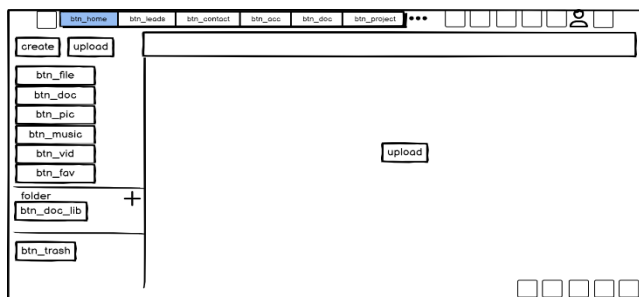 btn_home btn_leads btn_contact btn_acc btn_doc btn_project
create upload
btn_file
btn_doc
btn_pic
btn_music
btn_vid
btn_fav
upload
folder
btn_doc_lib
btn_trash